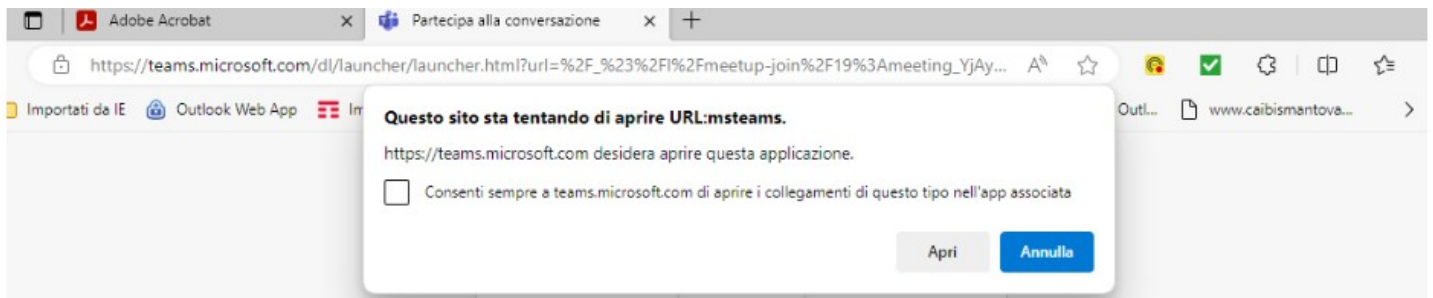 Adobe Acrobat
Partecipa alla conversazione
https://teams.microsoft.com/dl/launcher/launcher.html?url=%2F_%23%2Fl%2Fmeetup-join%2F19%3Ameeting_YjAy...
Importati da IE Outlook Web App Im Outl... www.caibismantova...
Questo sito sta tentando di aprire URL:msteams.
https://teams.microsoft.com desidera aprire questa applicazione.
Consenti sempre a teams.microsoft.com di aprire i collegamenti di questo tipo nell'app associata
Apri Annulla